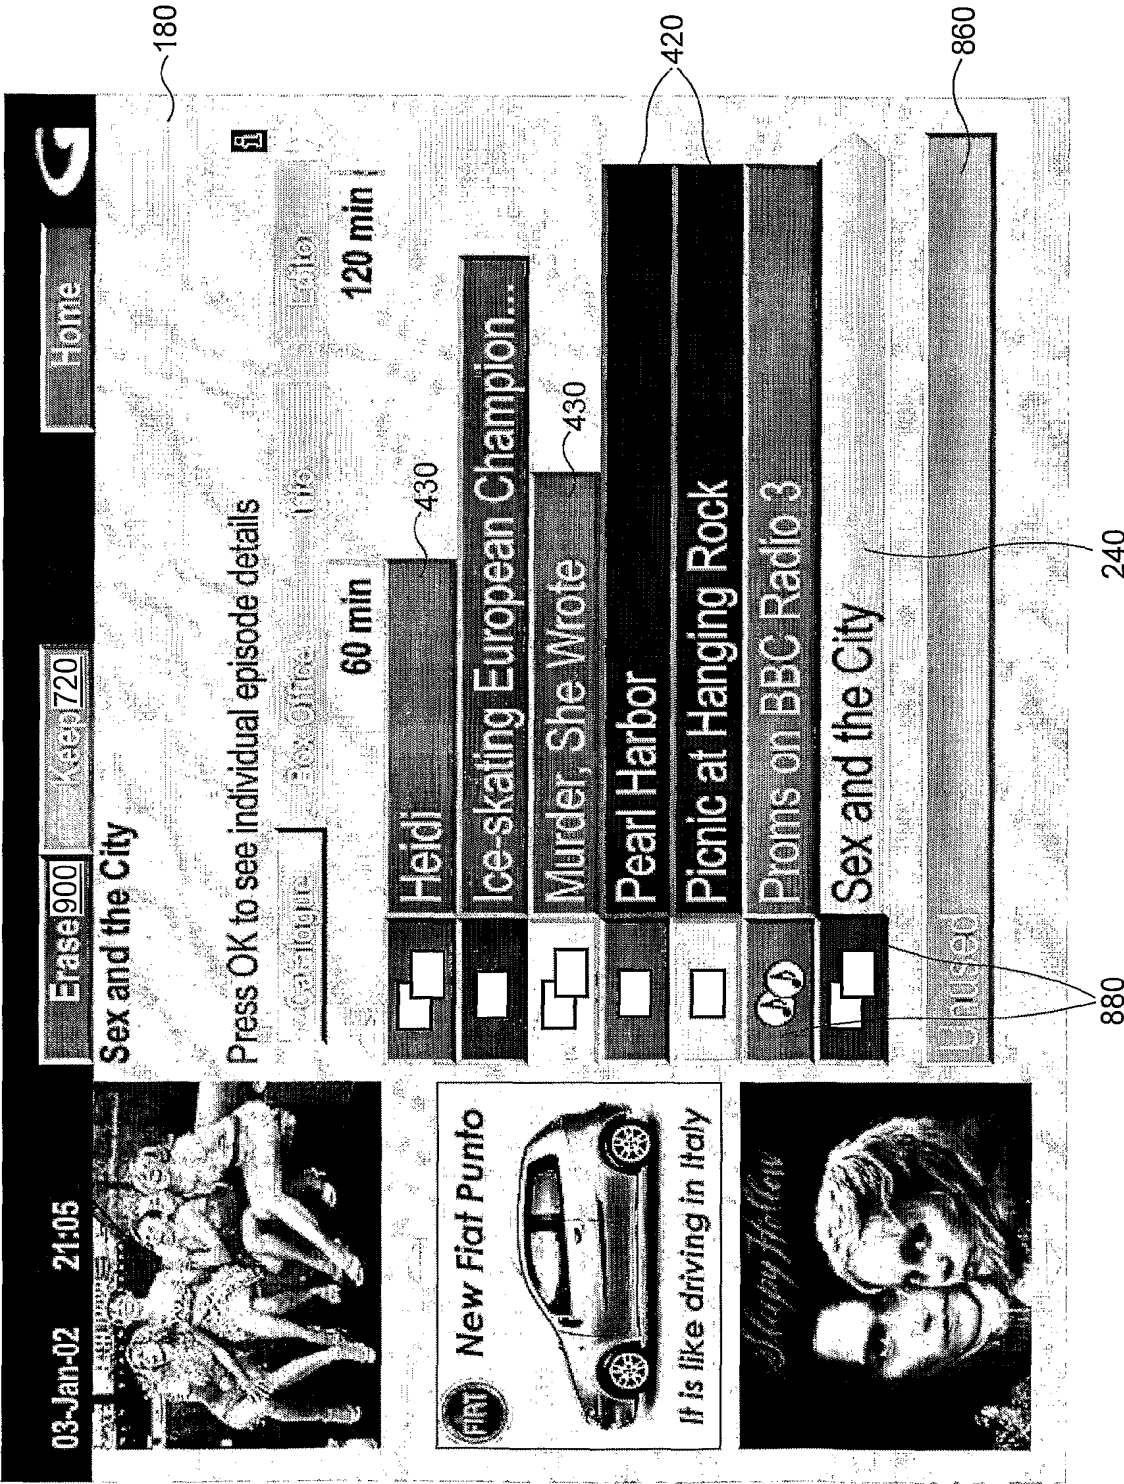 03-Jan-02 21:05 Erase 900 Keep 720 Home
Sex and the City
180
Press OK to see individual episode details
i
Catalogue Box Office Info Editor
60 min 120 min
Heidi
430
Ice-skating European Champion...
Murder, She Wrote
430
Pearl Harbor
420
Picnic at Hanging Rock
Proms on BBC Radio 3
Sex and the City
Unused
860
240
880
FIAT New Fiat Punto
It is like driving in Italy
Sleepy Hollow